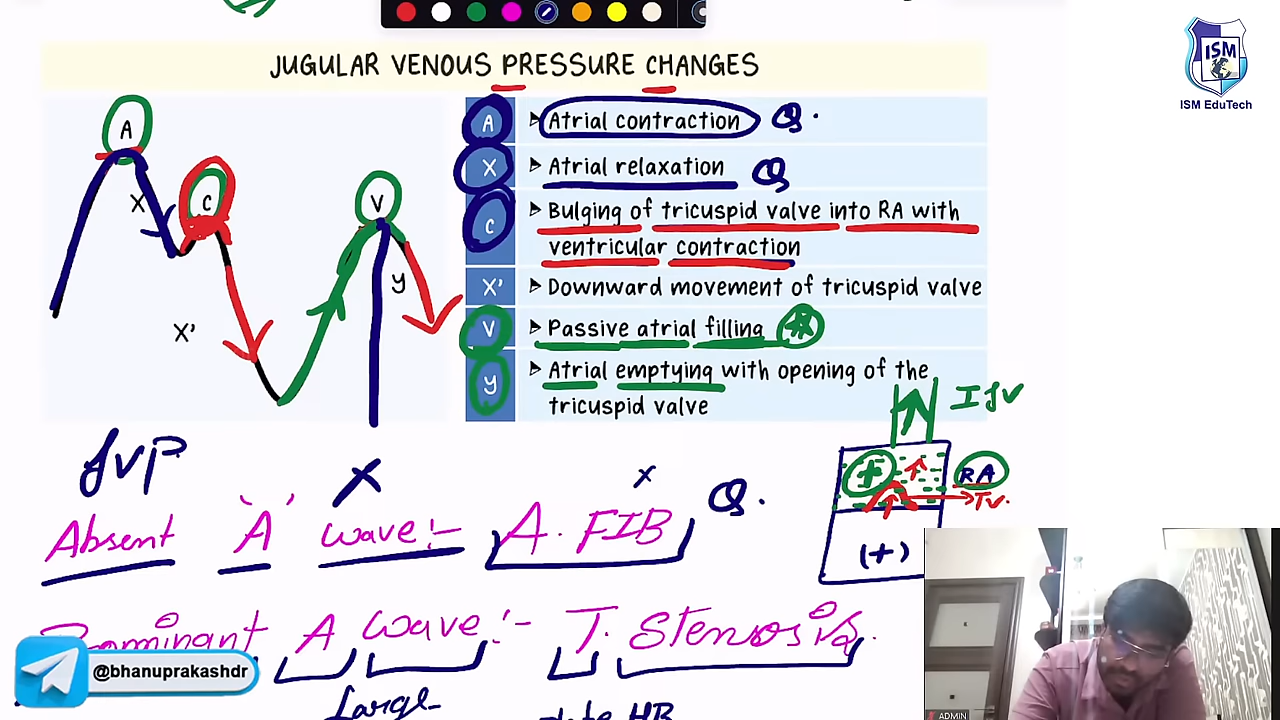 JUGULAR VENOUS PRESSURE CHANGES
ISM
ISM EduTech
A
X
C
X'
V
y
A ➤ Atrial contraction Q.
X ➤ Atrial relaxation Q
C ➤ Bulging of tricuspid valve into RA with
ventricular contraction
X' ➤ Downward movement of tricuspid valve
V ➤ Passive atrial filling
y ➤ Atrial emptying with opening of the
tricuspid valve
IJV
+
RA
TV.
(+)
JVP
X
x
Absent 'A' wave:- A. FIB Q.
Dominant A wave:- T. Stenosis.
Large
HB
@bhanuprakashdr
ADMIN